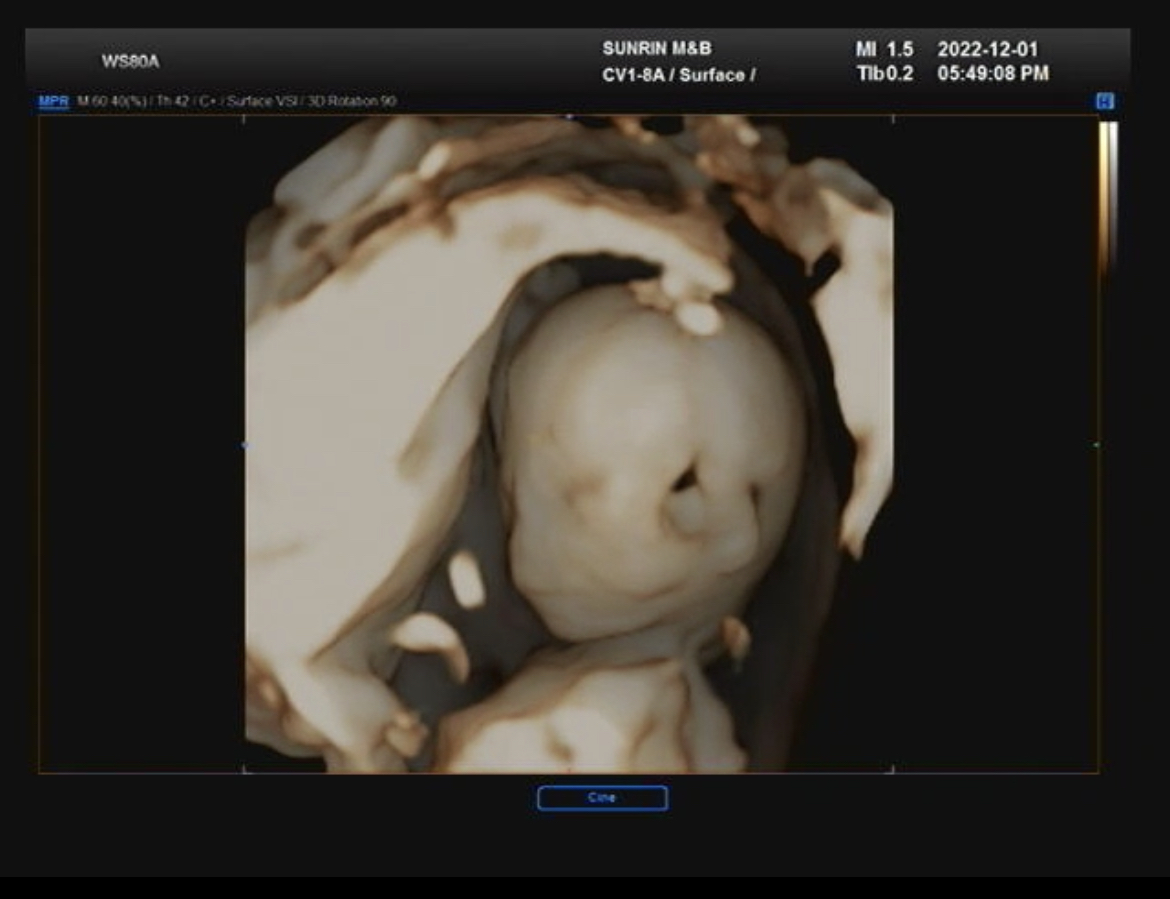 WS80A
SUNRIN M&B
CV1-8A / Surface /
MI 1.5
TIb0.2
2022-12-01
05:49:08 PM
MPR M:60:40(%) / Th 42 / C+ / Surface VSI / 3D Rotation 90
Cine